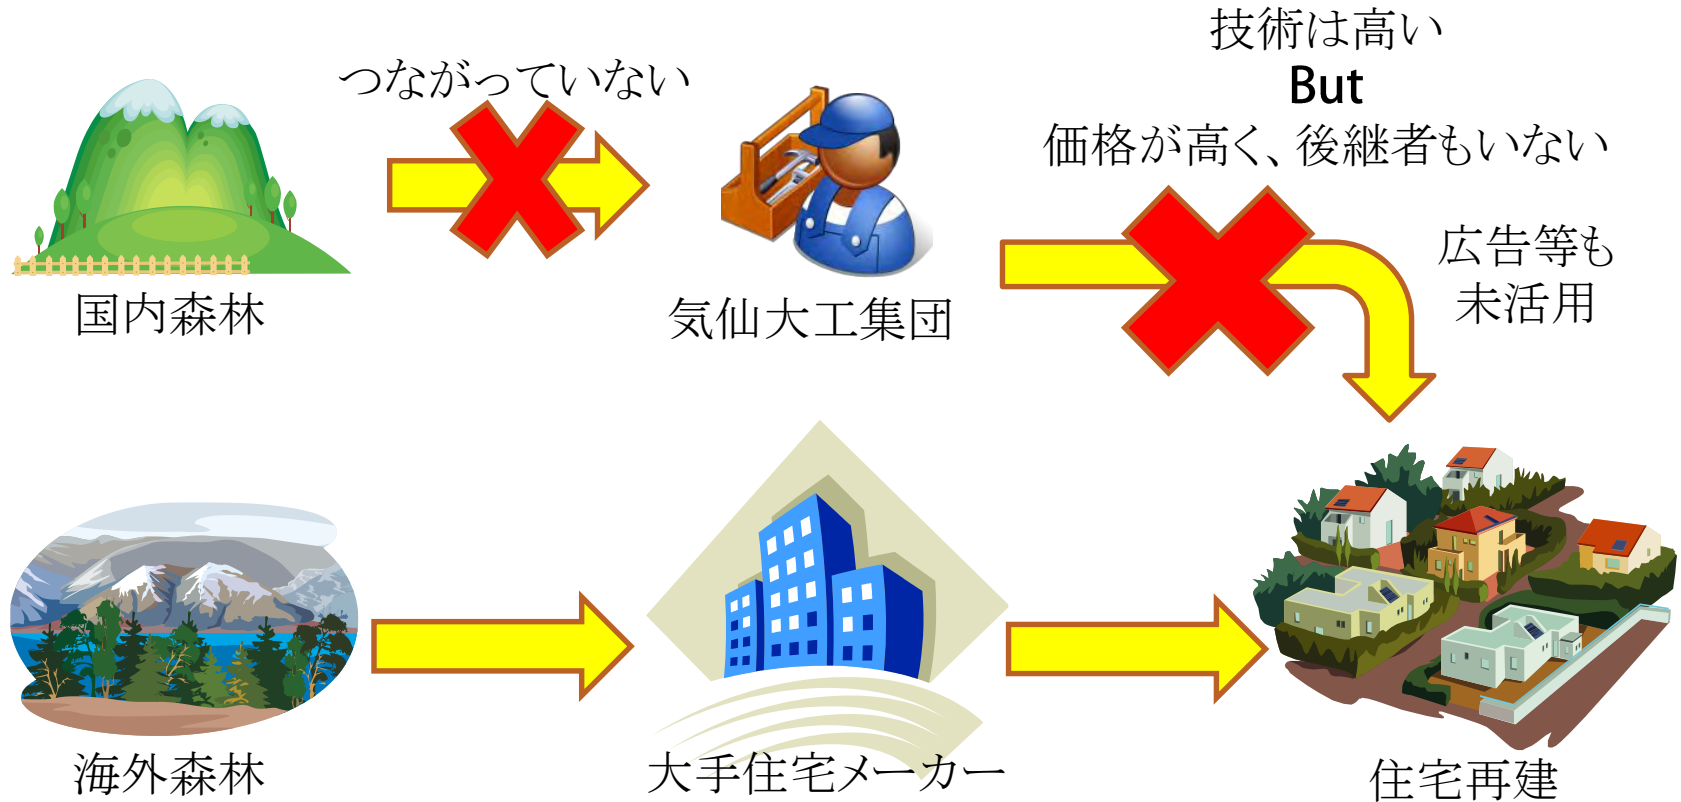 つながっていない
技術は高い
But
価格が高く、後継者もいない
広告等も
未活用
国内森林
気仙大工集団
海外森林
大手住宅メーカー
住宅再建